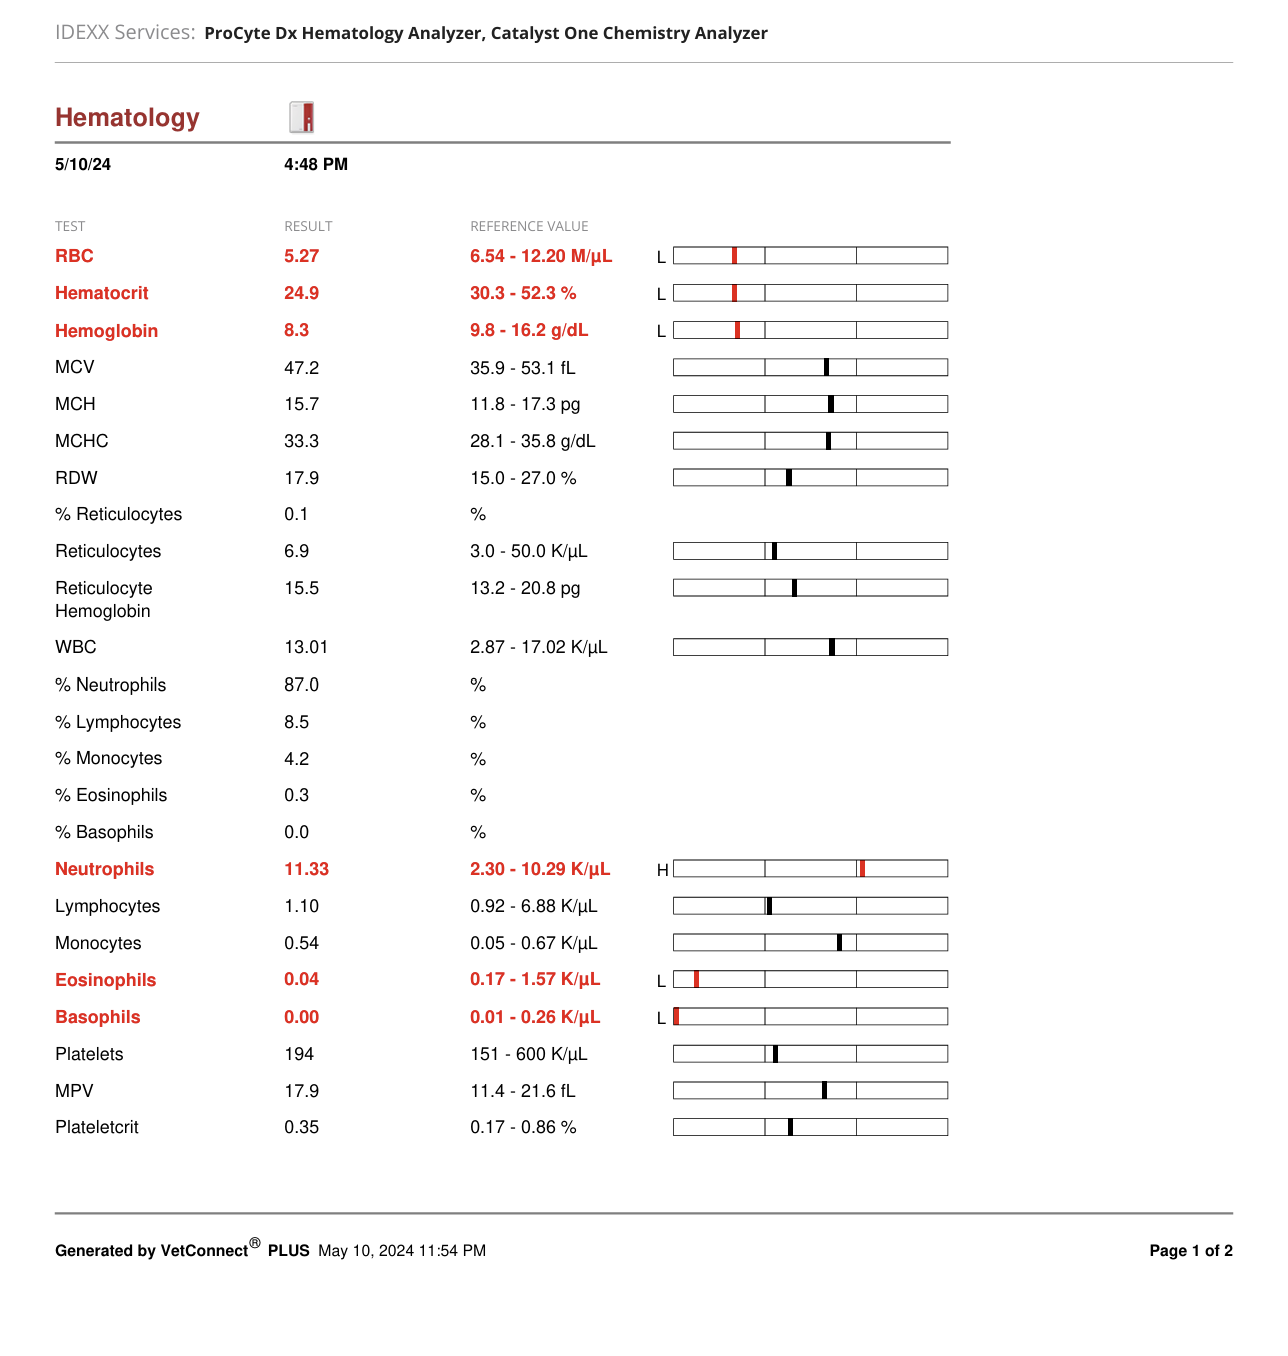 IDEXX Services: ProCyte Dx Hematology Analyzer, Catalyst One Chemistry Analyzer
Hematology
5/10/24 4:48 PM
TEST RESULT REFERENCE VALUE
RBC 5.27 6.54 - 12.20 M/µL L
Hematocrit 24.9 30.3 - 52.3 % L
Hemoglobin 8.3 9.8 - 16.2 g/dL L
MCV 47.2 35.9 - 53.1 fL
MCH 15.7 11.8 - 17.3 pg
MCHC 33.3 28.1 - 35.8 g/dL
RDW 17.9 15.0 - 27.0 %
% Reticulocytes 0.1 %
Reticulocytes 6.9 3.0 - 50.0 K/µL
Reticulocyte 15.5 13.2 - 20.8 pg
Hemoglobin
WBC 13.01 2.87 - 17.02 K/µL
% Neutrophils 87.0 %
% Lymphocytes 8.5 %
% Monocytes 4.2 %
% Eosinophils 0.3 %
% Basophils 0.0 %
Neutrophils 11.33 2.30 - 10.29 K/µL H
Lymphocytes 1.10 0.92 - 6.88 K/µL
Monocytes 0.54 0.05 - 0.67 K/µL
Eosinophils 0.04 0.17 - 1.57 K/µL L
Basophils 0.00 0.01 - 0.26 K/µL L
Platelets 194 151 - 600 K/µL
MPV 17.9 11.4 - 21.6 fL
Plateletcrit 0.35 0.17 - 0.86 %
Generated by VetConnect® PLUS May 10, 2024 11:54 PM Page 1 of 2